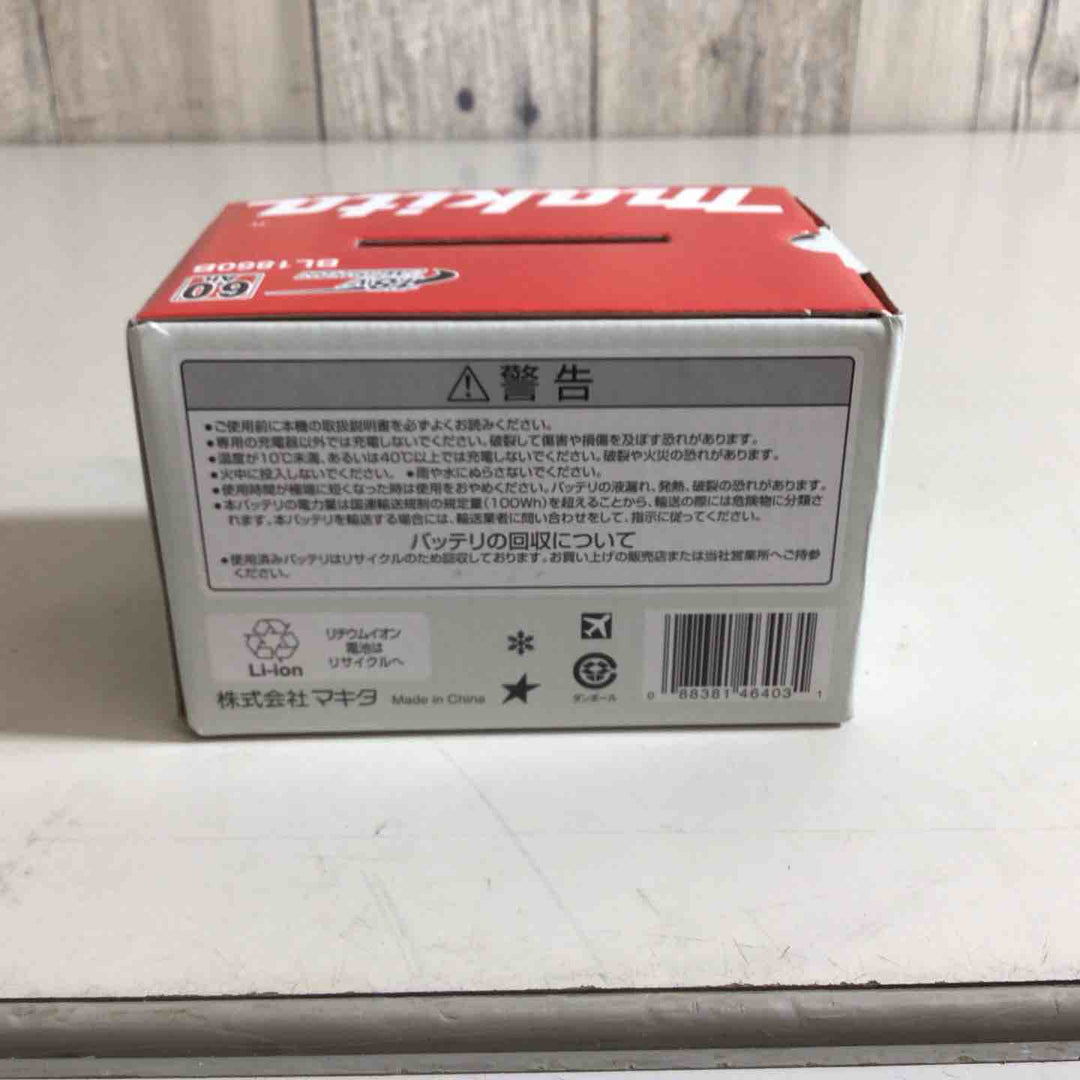 makita
BL1860B
6.0
Ah
18V
警告
●ご使用前に本機の取扱説明書を必ずよくお読みください。
●専用の充電器以外では充電しないでください。破裂して傷害や損傷を及ぼす恐れがあります。
●温度が10℃未満、あるいは40℃以上では充電しないでください。破裂や火災の恐れがあります。
●火中に投入しないでください。 ●雨や水にぬらさないでください。
●使用時間が極端に短くなった時は使用をおやめください。バッテリの液漏れ、発熱、破裂の恐れがあります。
●本バッテリの電力量は国連輸送規制の規定量(100Wh)を超えることから、輸送の際には危険物に分類さ
れます。本バッテリを輸送する場合には、輸送業者に問い合わせをして、指示に従ってください。
バッテリの回収について
●使用済みバッテリはリサイクルのため回収しております。お買い上げの販売店または当社営業所へご持参
ください。
Li-ion
リチウムイオン
電池は
リサイクルへ
株式会社 マキタ Made in China
ダンボール
0 88381 46403 1